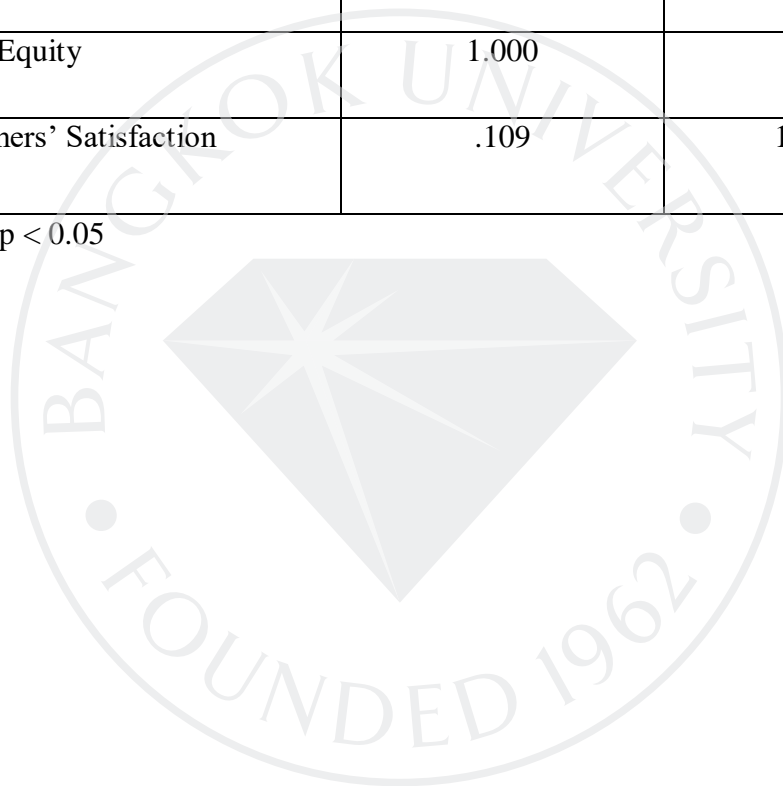 Equity 1.000
ners’ Satisfaction .109 1
p < 0.05
BANGKOK UNIVERSITY
FOUNDED 1962